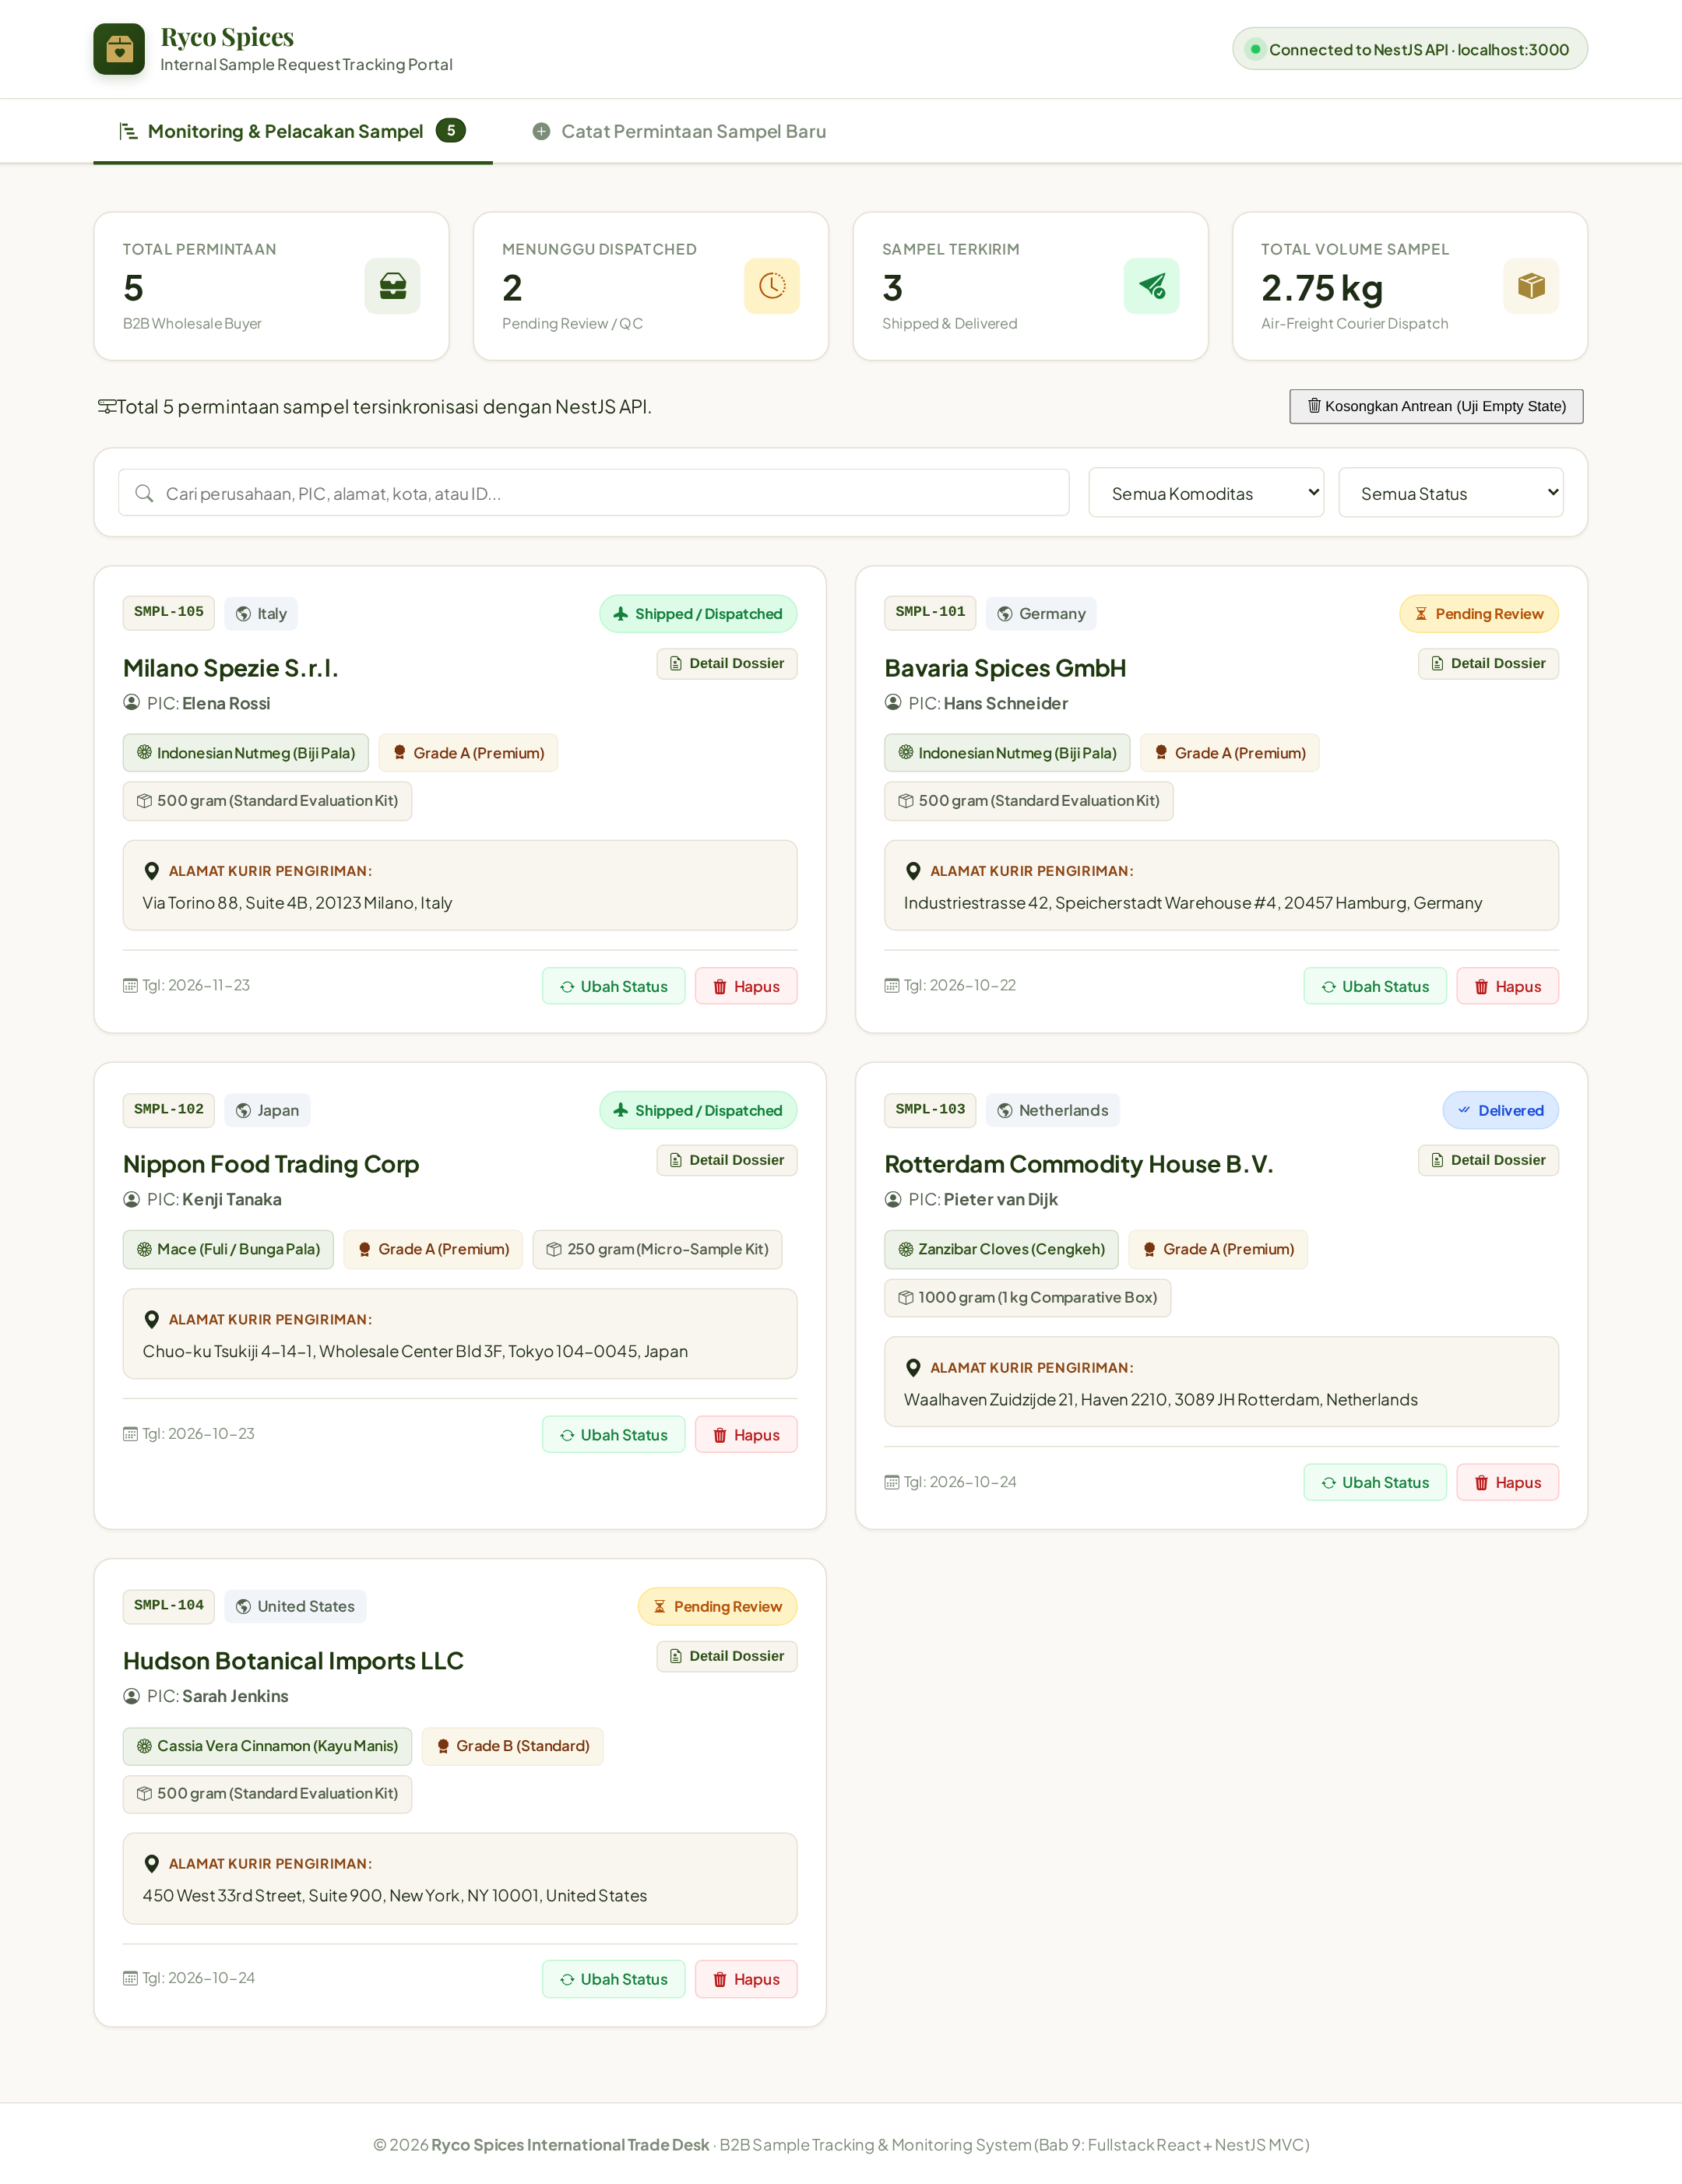 Ryco Spices
Internal Sample Request Tracking Portal
Connected to NestJS API · localhost:3000
Monitoring & Pelacakan Sampel 5
Catat Permintaan Sampel Baru
TOTAL PERMINTAAN
5
B2B Wholesale Buyer
MENUNGGU DISPATCHED
2
Pending Review / QC
SAMPEL TERKIRIM
3
Shipped & Delivered
TOTAL VOLUME SAMPEL
2.75 kg
Air-Freight Courier Dispatch
Total 5 permintaan sampel tersinkronisasi dengan NestJS API.
Kosongkan Antrean (Uji Empty State)
Cari perusahaan, PIC, alamat, kota, atau ID...
Semua Komoditas
Semua Status
SMPL-105 Italy Shipped / Dispatched
Milano Spezie S.r.l. Detail Dossier
PIC: Elena Rossi
Indonesian Nutmeg (Biji Pala) Grade A (Premium)
500 gram (Standard Evaluation Kit)
ALAMAT KURIR PENGIRIMAN:
Via Torino 88, Suite 4B, 20123 Milano, Italy
Tgl: 2026-11-23 Ubah Status Hapus
SMPL-101 Germany Pending Review
Bavaria Spices GmbH Detail Dossier
PIC: Hans Schneider
Indonesian Nutmeg (Biji Pala) Grade A (Premium)
500 gram (Standard Evaluation Kit)
ALAMAT KURIR PENGIRIMAN:
Industriestrasse 42, Speicherstadt Warehouse #4, 20457 Hamburg, Germany
Tgl: 2026-10-22 Ubah Status Hapus
SMPL-102 Japan Shipped / Dispatched
Nippon Food Trading Corp Detail Dossier
PIC: Kenji Tanaka
Mace (Fuli / Bunga Pala) Grade A (Premium) 250 gram (Micro-Sample Kit)
ALAMAT KURIR PENGIRIMAN:
Chuo-ku Tsukiji 4-14-1, Wholesale Center Bld 3F, Tokyo 104-0045, Japan
Tgl: 2026-10-23 Ubah Status Hapus
SMPL-103 Netherlands Delivered
Rotterdam Commodity House B.V. Detail Dossier
PIC: Pieter van Dijk
Zanzibar Cloves (Cengkeh) Grade A (Premium)
1000 gram (1 kg Comparative Box)
ALAMAT KURIR PENGIRIMAN:
Waalhaven Zuidzijde 21, Haven 2210, 3089 JH Rotterdam, Netherlands
Tgl: 2026-10-24 Ubah Status Hapus
SMPL-104 United States Pending Review
Hudson Botanical Imports LLC Detail Dossier
PIC: Sarah Jenkins
Cassia Vera Cinnamon (Kayu Manis) Grade B (Standard)
500 gram (Standard Evaluation Kit)
ALAMAT KURIR PENGIRIMAN:
450 West 33rd Street, Suite 900, New York, NY 10001, United States
Tgl: 2026-10-24 Ubah Status Hapus
© 2026 Ryco Spices International Trade Desk · B2B Sample Tracking & Monitoring System (Bab 9: Fullstack React + NestJS MVC)